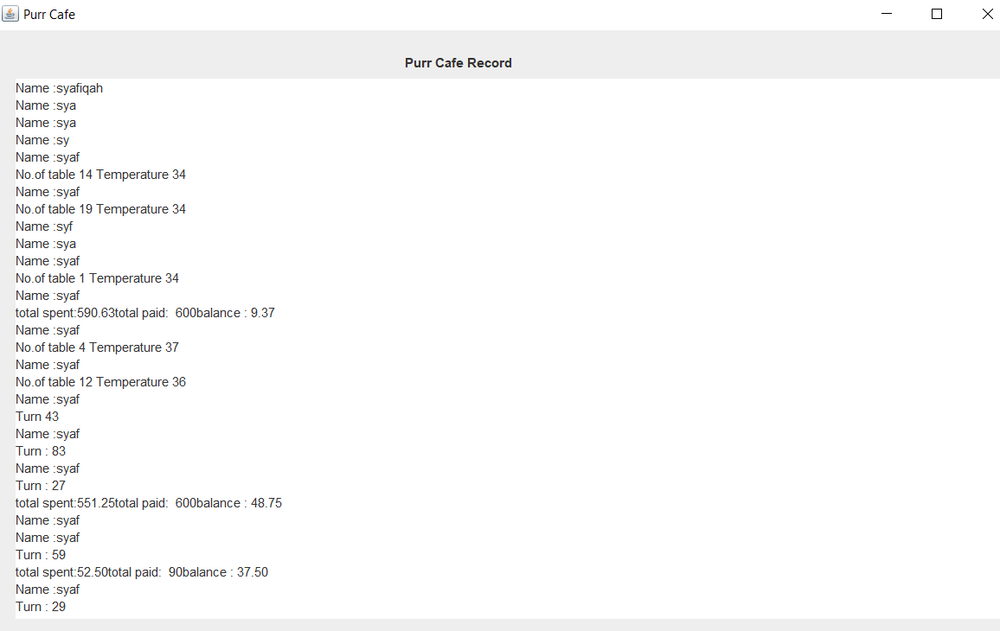 Purr Cafe
Purr Cafe Record
Name :syafiqah
Name :sya
Name :sya
Name :sy
Name :syaf
No.of table 14 Temperature 34
Name :syaf
No.of table 19 Temperature 34
Name :syf
Name :sya
Name :syaf
No.of table 1 Temperature 34
Name :syaf
total spent:590.63total paid:  600balance : 9.37
Name :syaf
No.of table 4 Temperature 37
Name :syaf
No.of table 12 Temperature 36
Name :syaf
Turn 43
Name :syaf
Turn : 83
Name :syaf
Turn : 27
total spent:551.25total paid:  600balance : 48.75
Name :syaf
Name :syaf
Turn : 59
total spent:52.50total paid:  90balance : 37.50
Name :syaf
Turn : 29